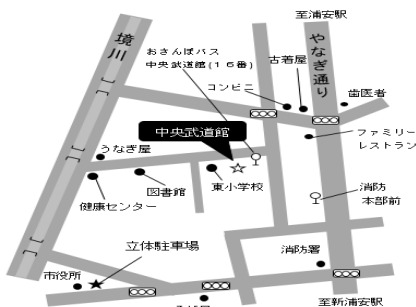 至浦安駅
境川
やなぎ通り
おさんぽバス
中央武道館(16番)
古着屋
コンビニ
歯医者
中央武道館
ファミリー
レストラン
うなぎ屋
図書館
東小学校
健康センター
消防
本部前
立体駐車場
消防署
市役所
至新浦安駅